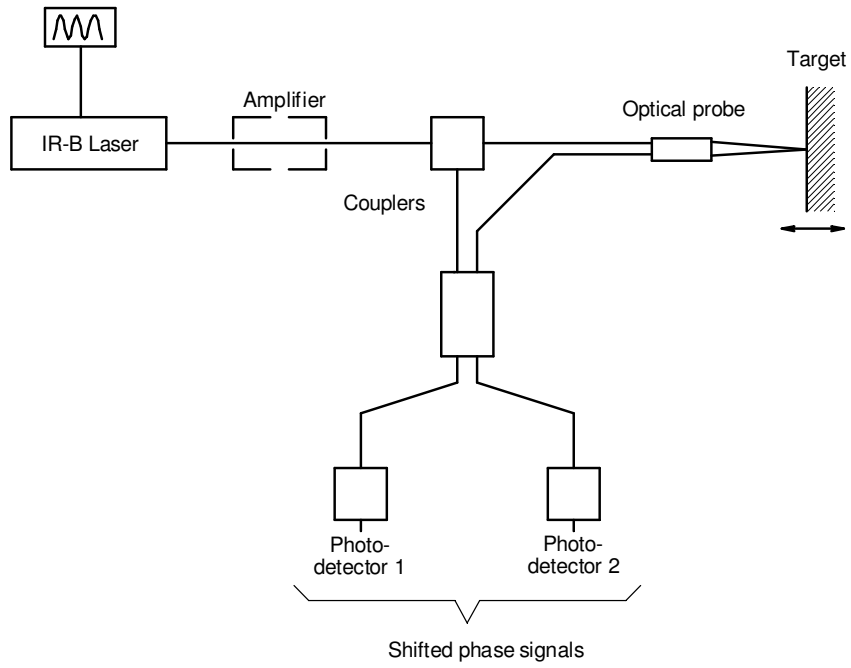 Target
Amplifier
Optical probe
IR-B Laser
Couplers
Photo-
detector 1
Photo-
detector 2
Shifted phase signals